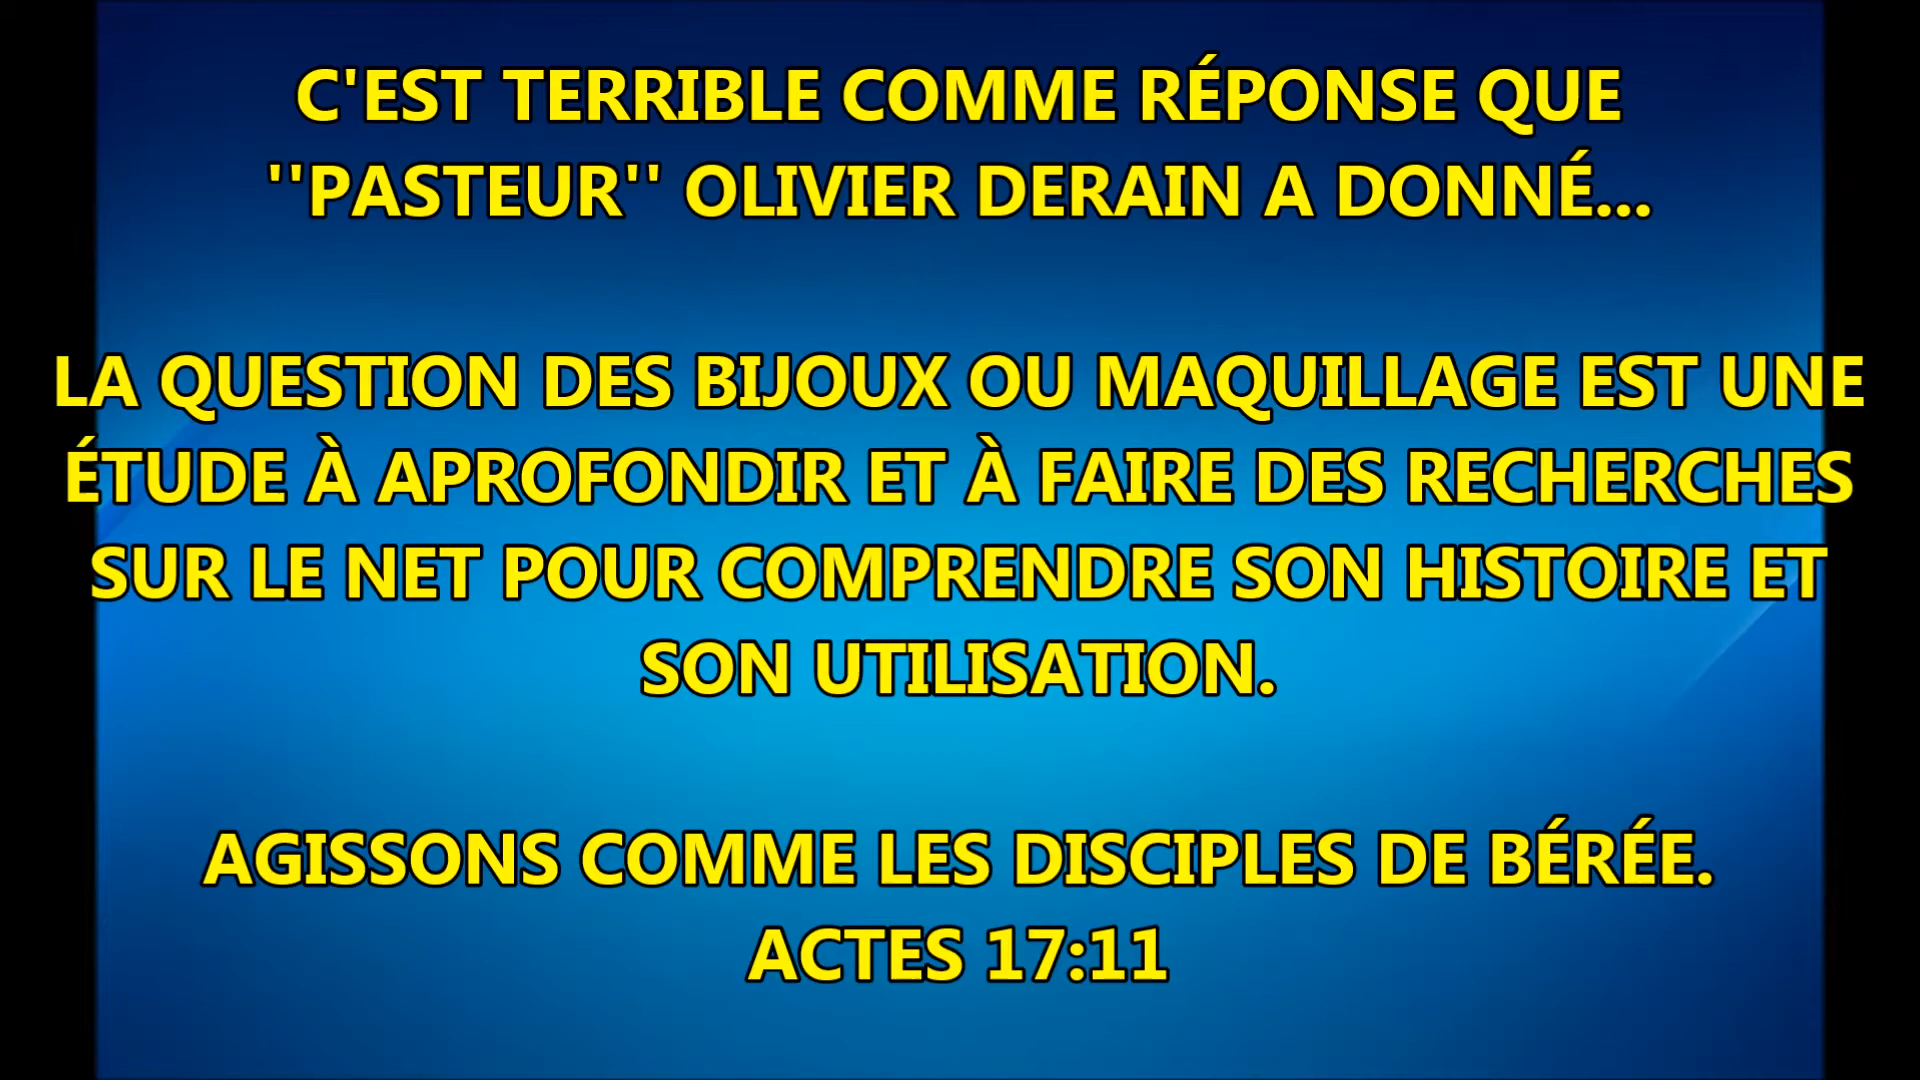 C'EST TERRIBLE COMME RÉPONSE QUE
''PASTEUR'' OLIVIER DERAIN A DONNÉ...
LA QUESTION DES BIJOUX OU MAQUILLAGE EST UNE
ÉTUDE À APROFONDIR ET À FAIRE DES RECHERCHES
SUR LE NET POUR COMPRENDRE SON HISTOIRE ET
SON UTILISATION.
AGISSONS COMME LES DISCIPLES DE BÉRÉE.
ACTES 17:11